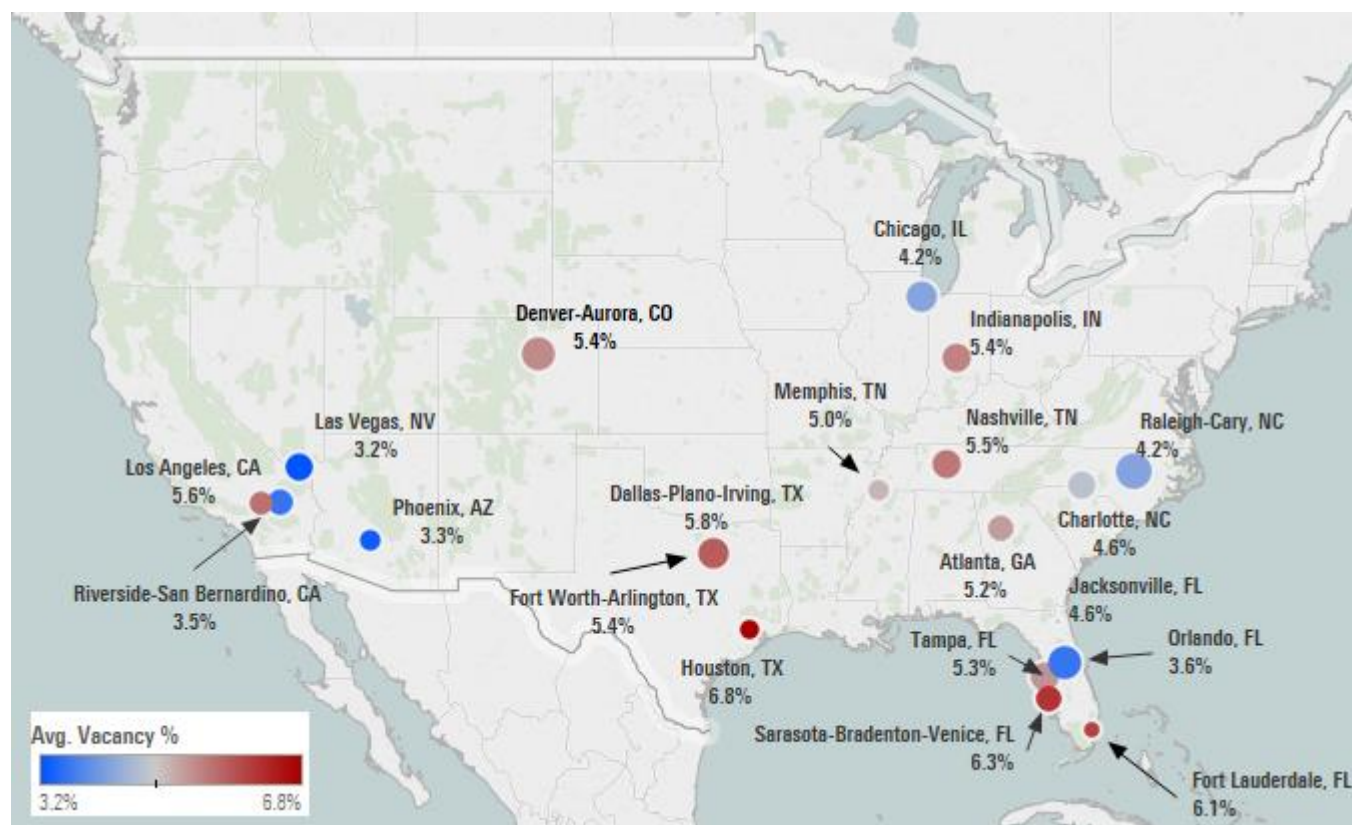 Chicago, IL
4.2%
Denver-Aurora, CO
5.4%
Indianapolis, IN
5.4%
Memphis, TN
5.0%
Nashville, TN
5.5%
Raleigh-Cary, NC
4.2%
Las Vegas, NV
3.2%
Los Angeles, CA
5.6%
Phoenix, AZ
3.3%
Dallas-Plano-Irving, TX
5.8%
Charlotte, NC
4.6%
Atlanta, GA
5.2%
Riverside-San Bernardino, CA
3.5%
Fort Worth-Arlington, TX
5.4%
Jacksonville, FL
4.6%
Tampa, FL
5.3%
Orlando, FL
3.6%
Houston, TX
6.8%
Sarasota-Bradenton-Venice, FL
6.3%
Fort Lauderdale, FL
6.1%
Avg. Vacancy %
3.2% 6.8%